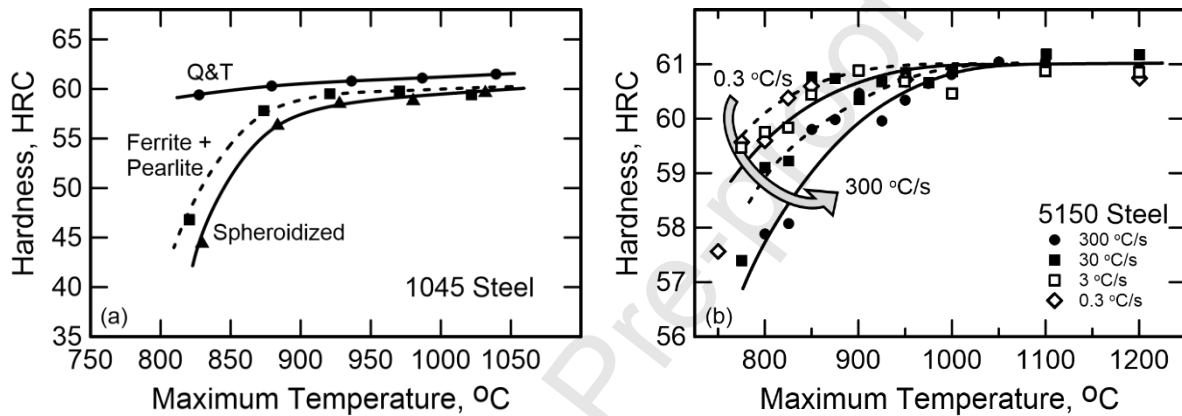 65
60
55
50
45
40
35
750 800 850 900 950 1000 1050
Hardness, HRC
Maximum Temperature, °C
Q&T
Ferrite +
Pearlite
Spheroidized
1045 Steel
(a)
61
60
59
58
57
56
800 900 1000 1100 1200
Hardness, HRC
Maximum Temperature, °C
0.3 °C/s
300 °C/s
5150 Steel
300 °C/s
30 °C/s
3 °C/s
0.3 °C/s
(b)
Pre-proo